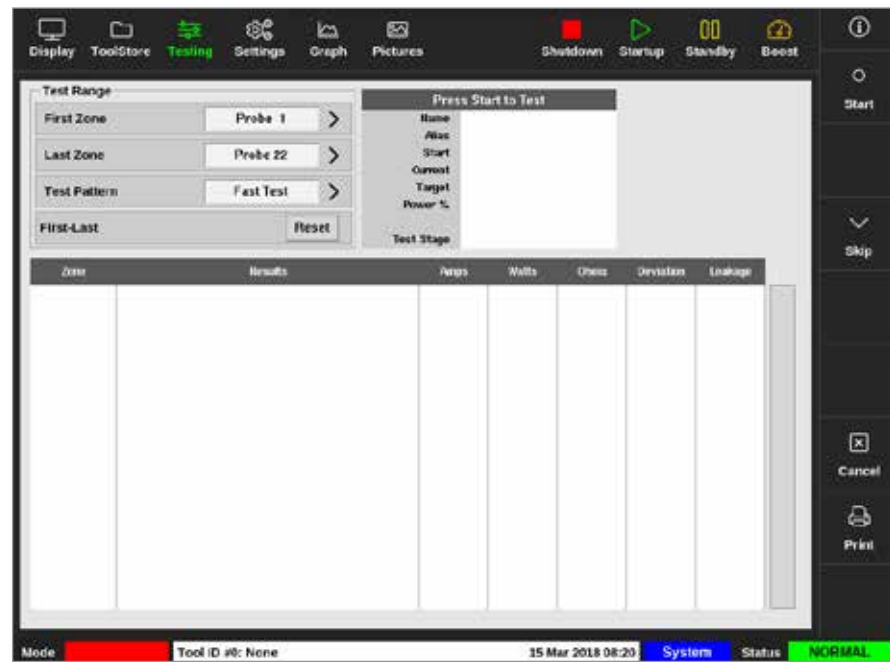 Display ToolStore Testing Settings Graph Pictures Shutdown Startup Standby Boost
Start
Skip
Cancel
Print
Test Range
First Zone Probe 1
Last Zone Probe 22
Test Pattern Fast Test
First-Last Reset
Press Start to Test
Name
Alias
Start
Current
Target
Power %
Test Stage
Zone Results Amps Watts Ohms Deviation Leakage
Mode Tool ID #0: None 15 Mar 2018 08:20 System Status NORMAL